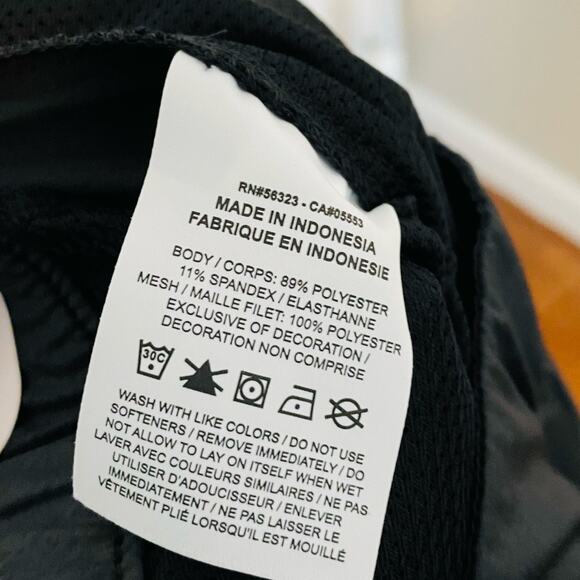 RN#56323 - CA#05553
MADE IN INDONESIA
FABRIQUE EN INDONESIE
BODY / CORPS: 89% POLYESTER
11% SPANDEX / ELASTHANNE
MESH / MAILLE FILET: 100% POLYESTER
EXCLUSIVE OF DECORATION /
DECORATION NON COMPRISE
30C
WASH WITH LIKE COLORS / DO NOT USE
SOFTENERS / REMOVE IMMEDIATELY / DO
NOT ALLOW TO LAY ON ITSELF WHEN WET
LAVER AVEC COULEURS SIMILAIRES / NE PAS
UTILISER D'ADOUCISEUR / ENLEVER
IMMEDIATEMENT / NE PAS LAISSER LE
VÊTEMENT PLIÉ LORSQU'IL EST MOUILLÉ